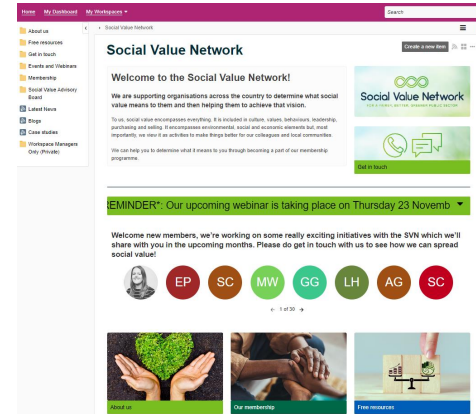 Home My Dashboard My Workspaces
Search
About us
Free resources
Get in touch
Events and Webinars
Membership
Social Value Advisory
Board
Latest News
Blogs
Case studies
Workspace Managers
Only (Private)
Social Value Network
Social Value Network
Create a new item
Welcome to the Social Value Network!
We are supporting organisations across the country to determine what social
value means to them and then helping them to achieve that vision.
To us, social value encompasses everything. It is included in culture, values, behaviours, leadership,
purchasing and selling. It encompasses environmental, social and economic elements but, most
importantly, we view it as activities to make things better for our colleagues and local communities
We can help you to determine what it means to you through becoming a part of our membership
programme.
Social Value Network
Get in touch
REMINDER*: Our upcoming webinar is taking place on Thursday 23 Novemb
Welcome new members, we're working on some really exciting initiatives with the SVN which we'll
share with you in the upcoming months. Please do get in touch with us to see how we can spread
social value!
EP SC MW GG LH AG SC
1 of 30
About us
Our membership
Free resources